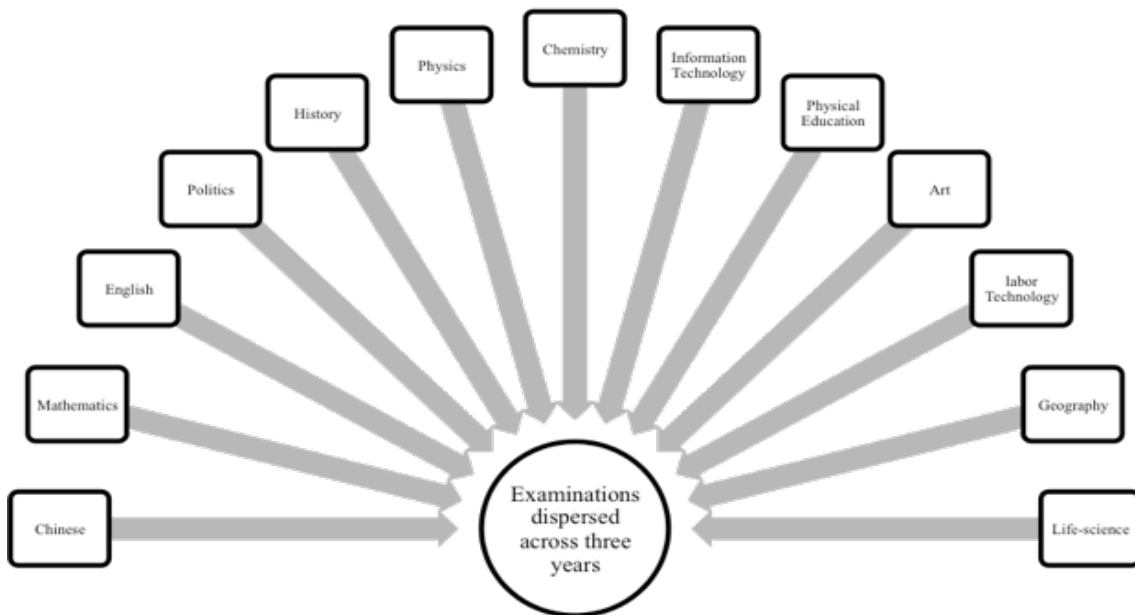 Chemistry
Physics
Information
Technology
History
Physical
Education
Politics
Art
English
labor
Technology
Mathematics
Geography
Chinese
Life-science
Examinations
dispersed
across three
years